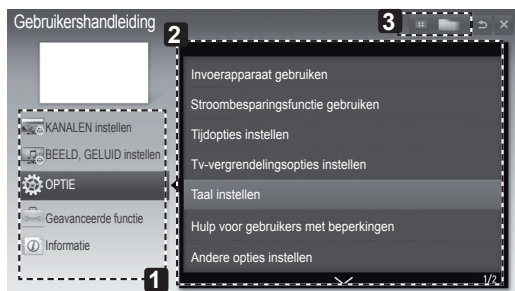 Gebruikershandleiding
2
3
KANALEN instellen
BEELD, GELUID instellen
OPTIE
Geavanceerde functie
Informatie
1
Invoerapparaat gebruiken
Stroombesparingsfunctie gebruiken
Tijdopties instellen
Tv-vergrendelingsopties instellen
Taal instellen
Hulp voor gebruikers met beperkingen
Andere opties instellen
1/2